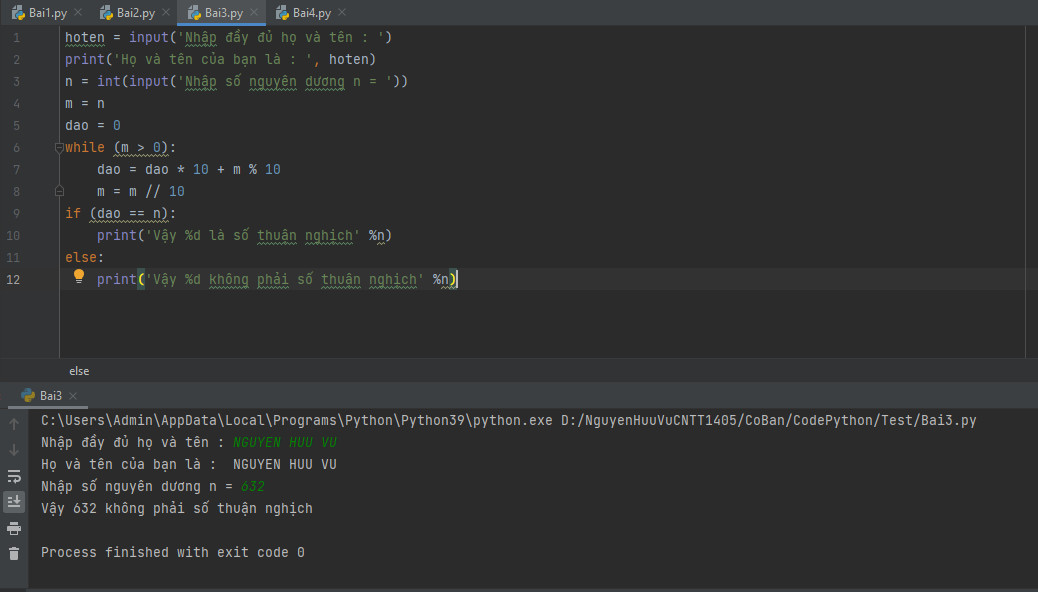 Bai1.py Bai2.py Bai3.py Bai4.py
1 hoten = input('Nhập đầy đủ họ và tên : ')
2 print('Họ và tên của bạn là : ', hoten)
3 n = int(input('Nhập số nguyên dương n = '))
4 m = n
5 dao = 0
6 while (m > 0):
7 dao = dao * 10 + m % 10
8 m = m // 10
9 if (dao == n):
10 print('Vậy %d là số thuận nghịch' %n)
11 else:
12 print('Vậy %d không phải số thuận nghịch' %n)
else
Bai3
C:\Users\Admin\AppData\Local\Programs\Python\Python39\python.exe D:/NguyenHuuVuCNTT1405/CoBan/CodePython/Test/Bai3.py
Nhập đầy đủ họ và tên : NGUYEN HUU VU
Họ và tên của bạn là :  NGUYEN HUU VU
Nhập số nguyên dương n = 632
Vậy 632 không phải số thuận nghịch
Process finished with exit code 0